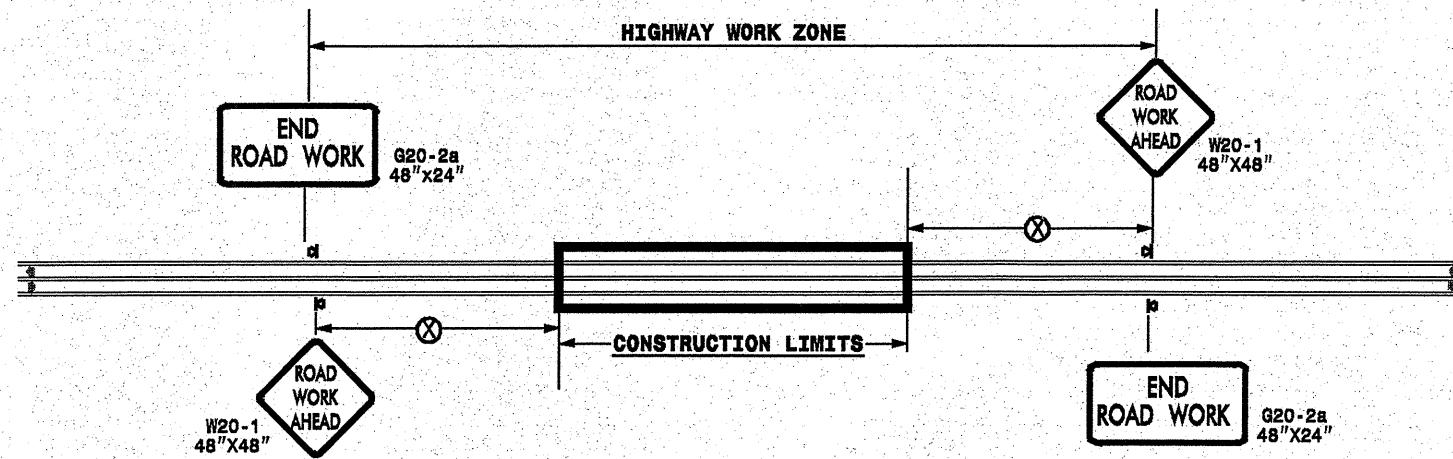 HIGHWAY WORK ZONE
END
ROAD WORK
G20-2a
48"x24"
ROAD
WORK
AHEAD
W20-1
48"X48"
X
X
CONSTRUCTION LIMITS
ROAD
WORK
AHEAD
W20-1
48"X48"
END
ROAD WORK
G20-2a
48"X24"